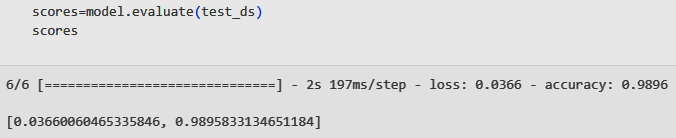 scores=model.evaluate(test_ds)
scores
6/6 [==============================] - 2s 197ms/step - loss: 0.0366 - accuracy: 0.9896
[0.03660060465335846, 0.9895833134651184]